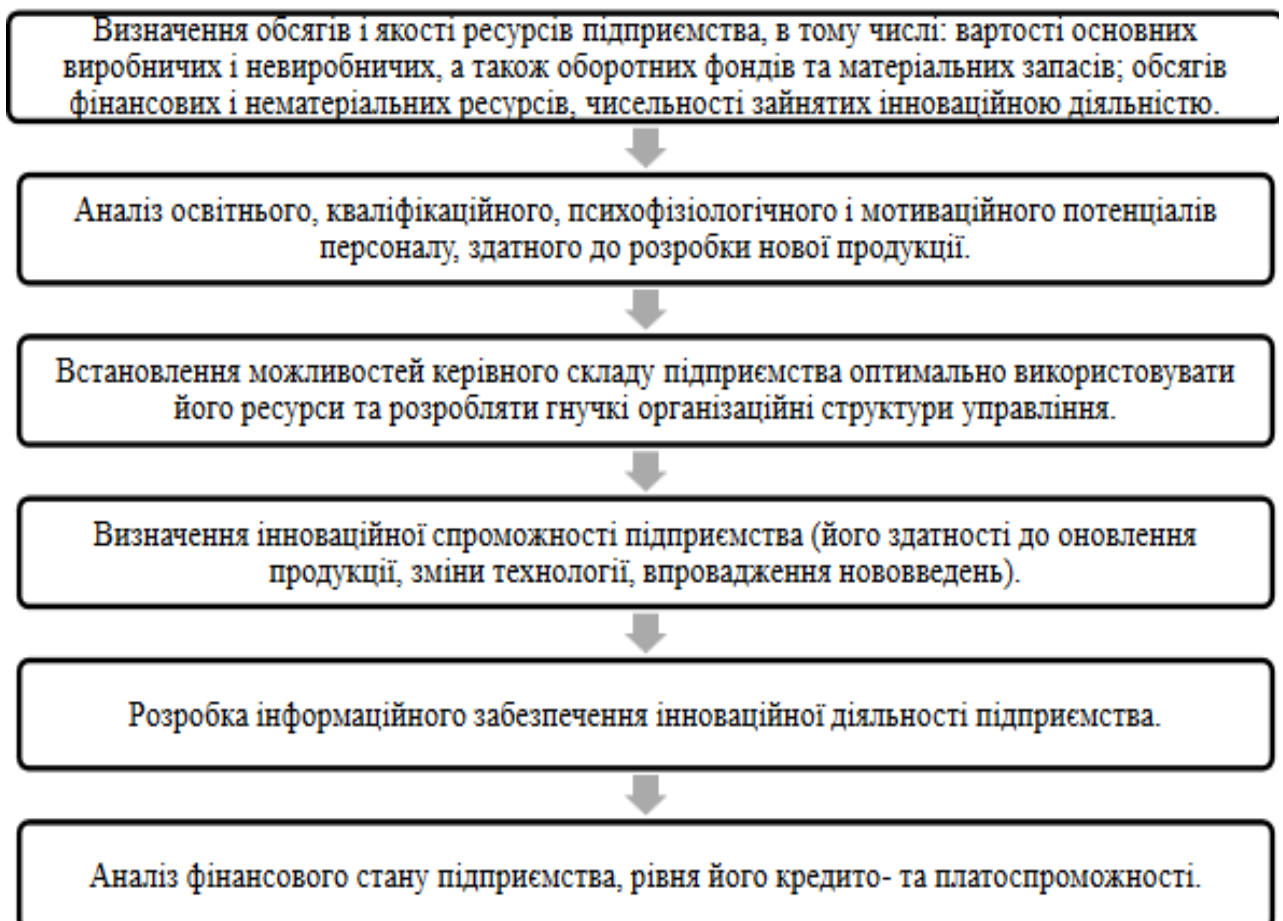 Визначення обсягів і якості ресурсів підприємства, в тому числі: вартості основних
виробничих і невиробничих, а також оборотних фондів та матеріальних запасів; обсягів
фінансових і нематеріальних ресурсів, чисельності зайнятих інноваційною діяльністю.
Аналіз освітнього, кваліфікаційного, психофізіологічного і мотиваційного потенціалів
персоналу, здатного до розробки нової продукції.
Встановлення можливостей керівного складу підприємства оптимально використовувати
його ресурси та розробляти гнучкі організаційні структури управління.
Визначення інноваційної спроможності підприємства (його здатності до оновлення
продукції, зміни технології, впровадження нововведень).
Розробка інформаційного забезпечення інноваційної діяльності підприємства.
Аналіз фінансового стану підприємства, рівня його кредито- та платоспроможності.